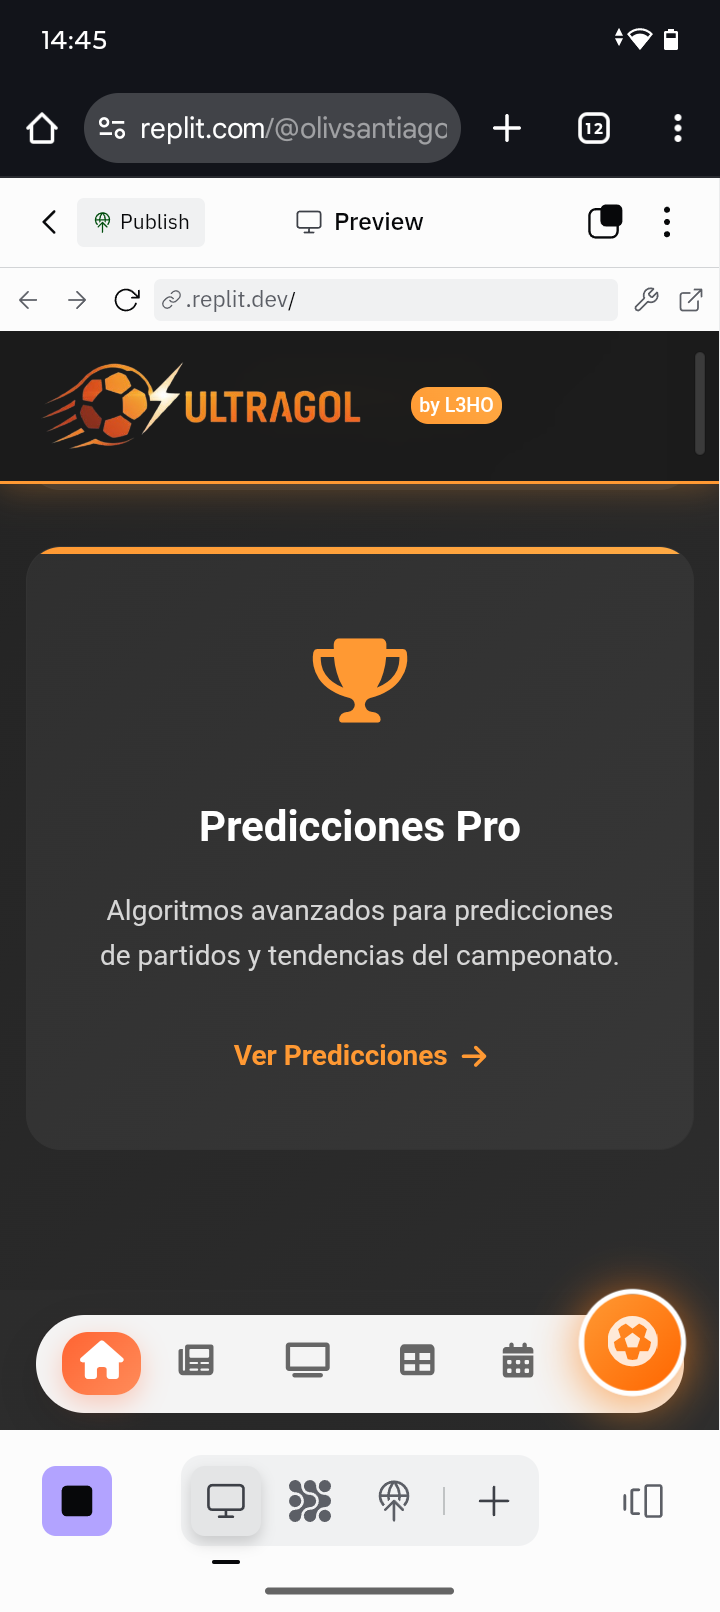 14:45
replit.com/@olivsantiago
12
Publish
Preview
.replit.dev/
ULTRAGOL
by L3HO
Predicciones Pro
Algoritmos avanzados para predicciones
de partidos y tendencias del campeonato.
Ver Predicciones →